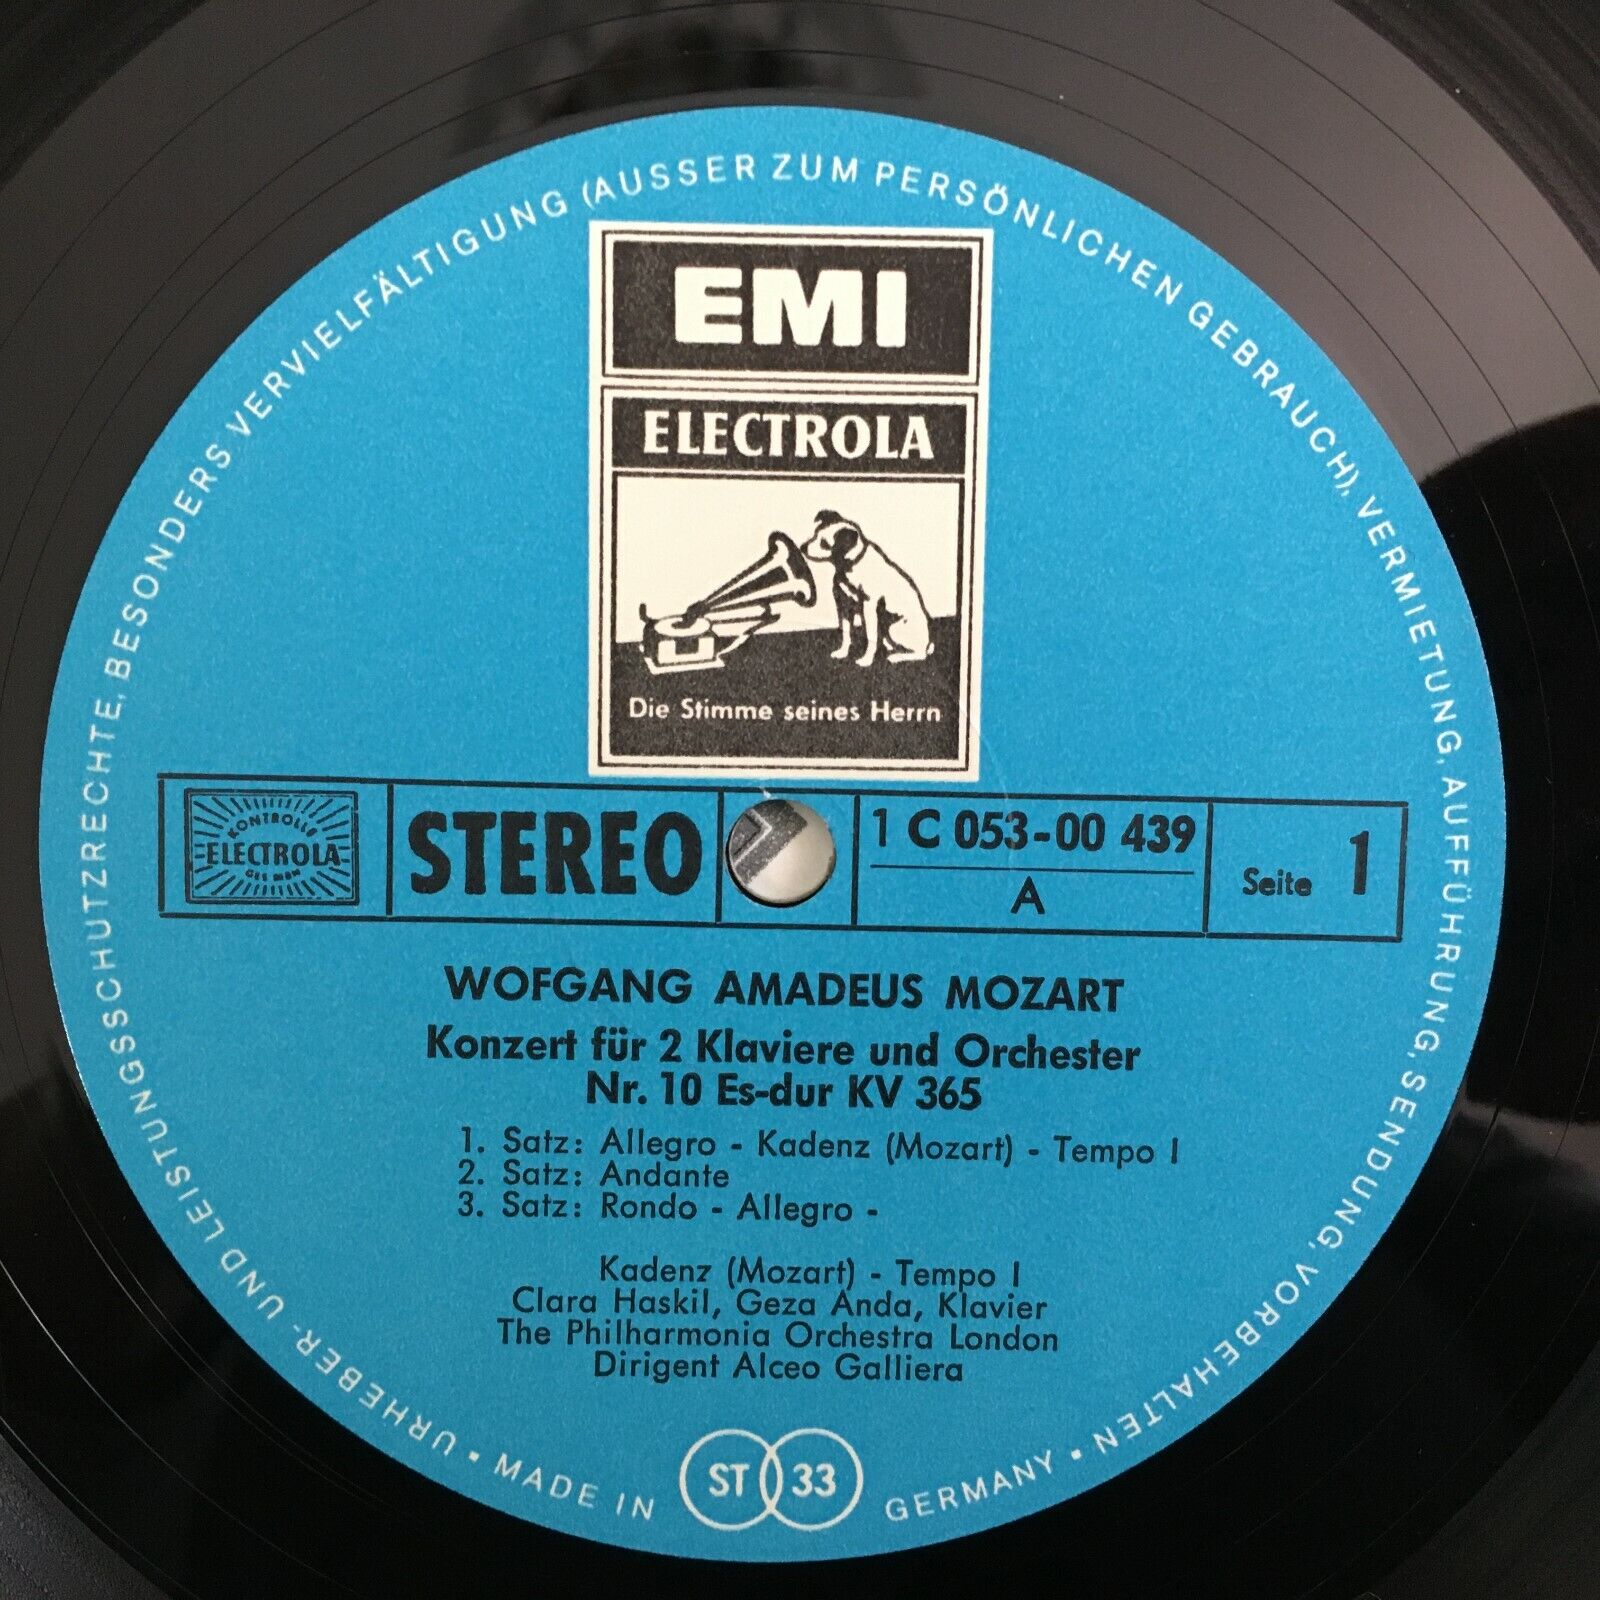 URHEBER- UND LEISTUNGSSCHUTZRECHTE, BESONDERS VERVIELFÄLTIGUNG (AUSSER ZUM PERSÖNLICHEN GEBRAUCH), VERMIETUNG, AUFFÜHRUNG, SENDUNG, VORBEHALTEN •
EMI
ELECTROLA
Die Stimme seines Herrn
KONTROLLE
ELECTROLA
GES MBH
STEREO
1 C 053-00 439
A
Seite 1
WOFGANG AMADEUS MOZART
Konzert für 2 Klaviere und Orchester
Nr. 10 Es-dur KV 365
1. Satz: Allegro - Kadenz (Mozart) - Tempo I
2. Satz: Andante
3. Satz: Rondo - Allegro -
Kadenz (Mozart) - Tempo I
Clara Haskil, Geza Anda, Klavier
The Philharmonia Orchestra London
Dirigent Alceo Galliera
• MADE IN GERMANY •
ST 33